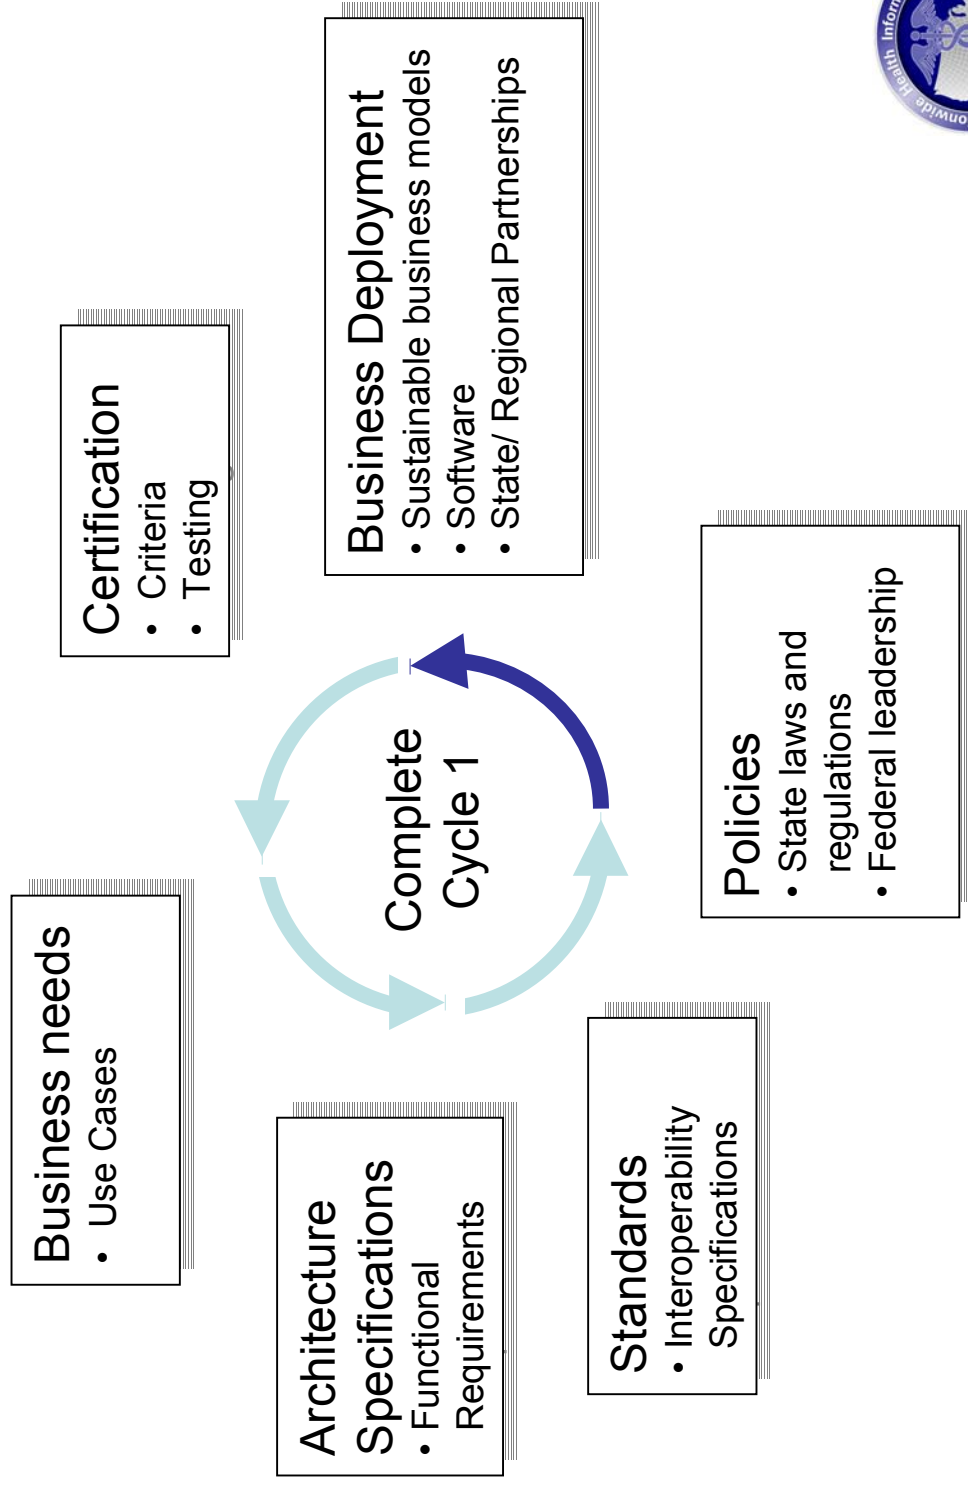 Business needs
• Use Cases
Certification
• Criteria
• Testing
Architecture
Specifications
• Functional
Requirements
Complete
Cycle 1
Business Deployment
• Sustainable business models
• Software
• State/ Regional Partnerships
Standards
• Interoperability
Specifications
Policies
• State laws and
regulations
• Federal leadership
Health